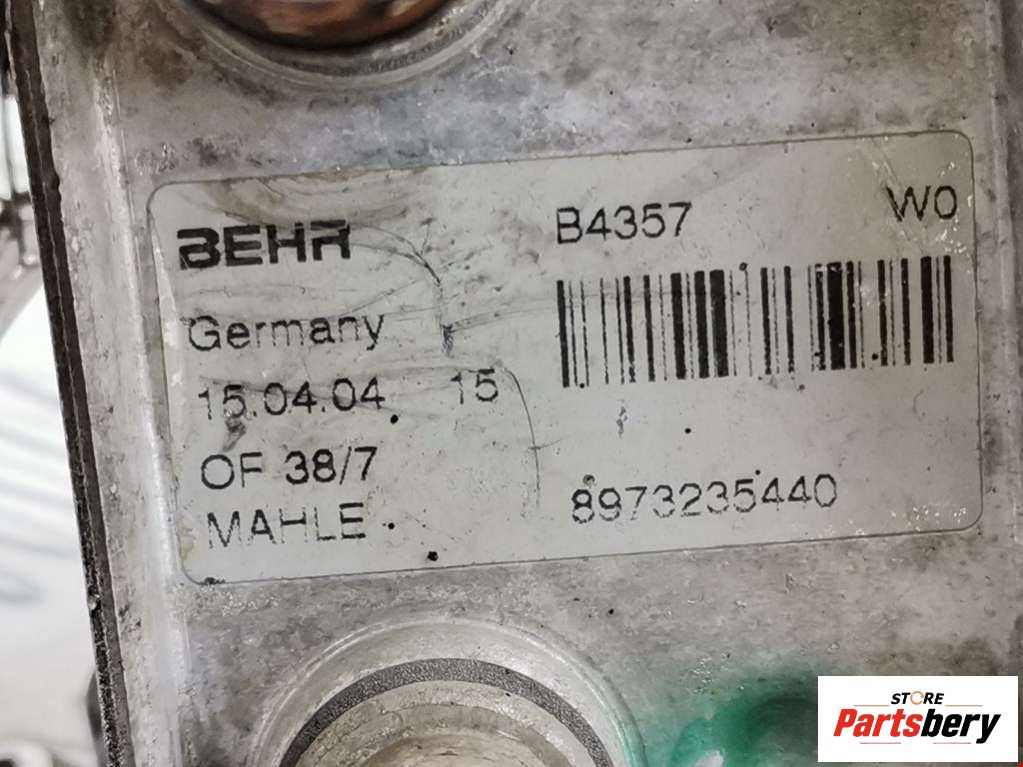 BEHR B4357 W0
Germany
15.04.04 15
OF 38/7
MAHLE 8973235440
STORE
Partsbery